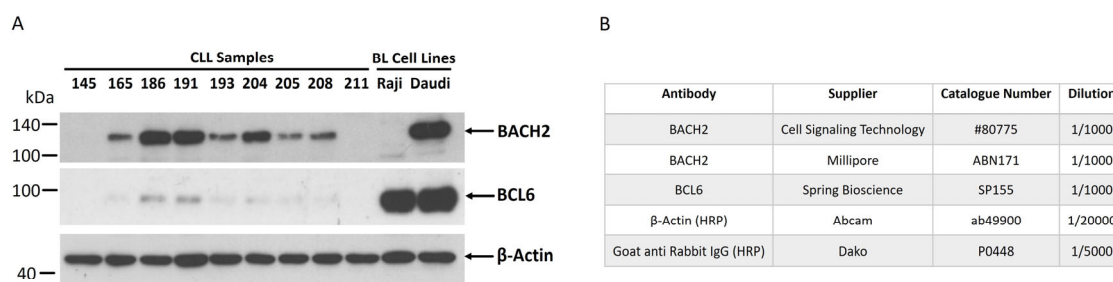 A
CLL Samples BL Cell Lines
145 165 186 191 193 204 205 208 211 Raji Daudi
kDa
140
BACH2
100
100
BCL6
β-Actin
40
B
Antibody Supplier Catalogue Number Dilution
BACH2 Cell Signaling Technology #80775 1/1000
BACH2 Millipore ABN171 1/1000
BCL6 Spring Bioscience SP155 1/1000
β-Actin (HRP) Abcam ab49900 1/20000
Goat anti Rabbit IgG (HRP) Dako P0448 1/5000